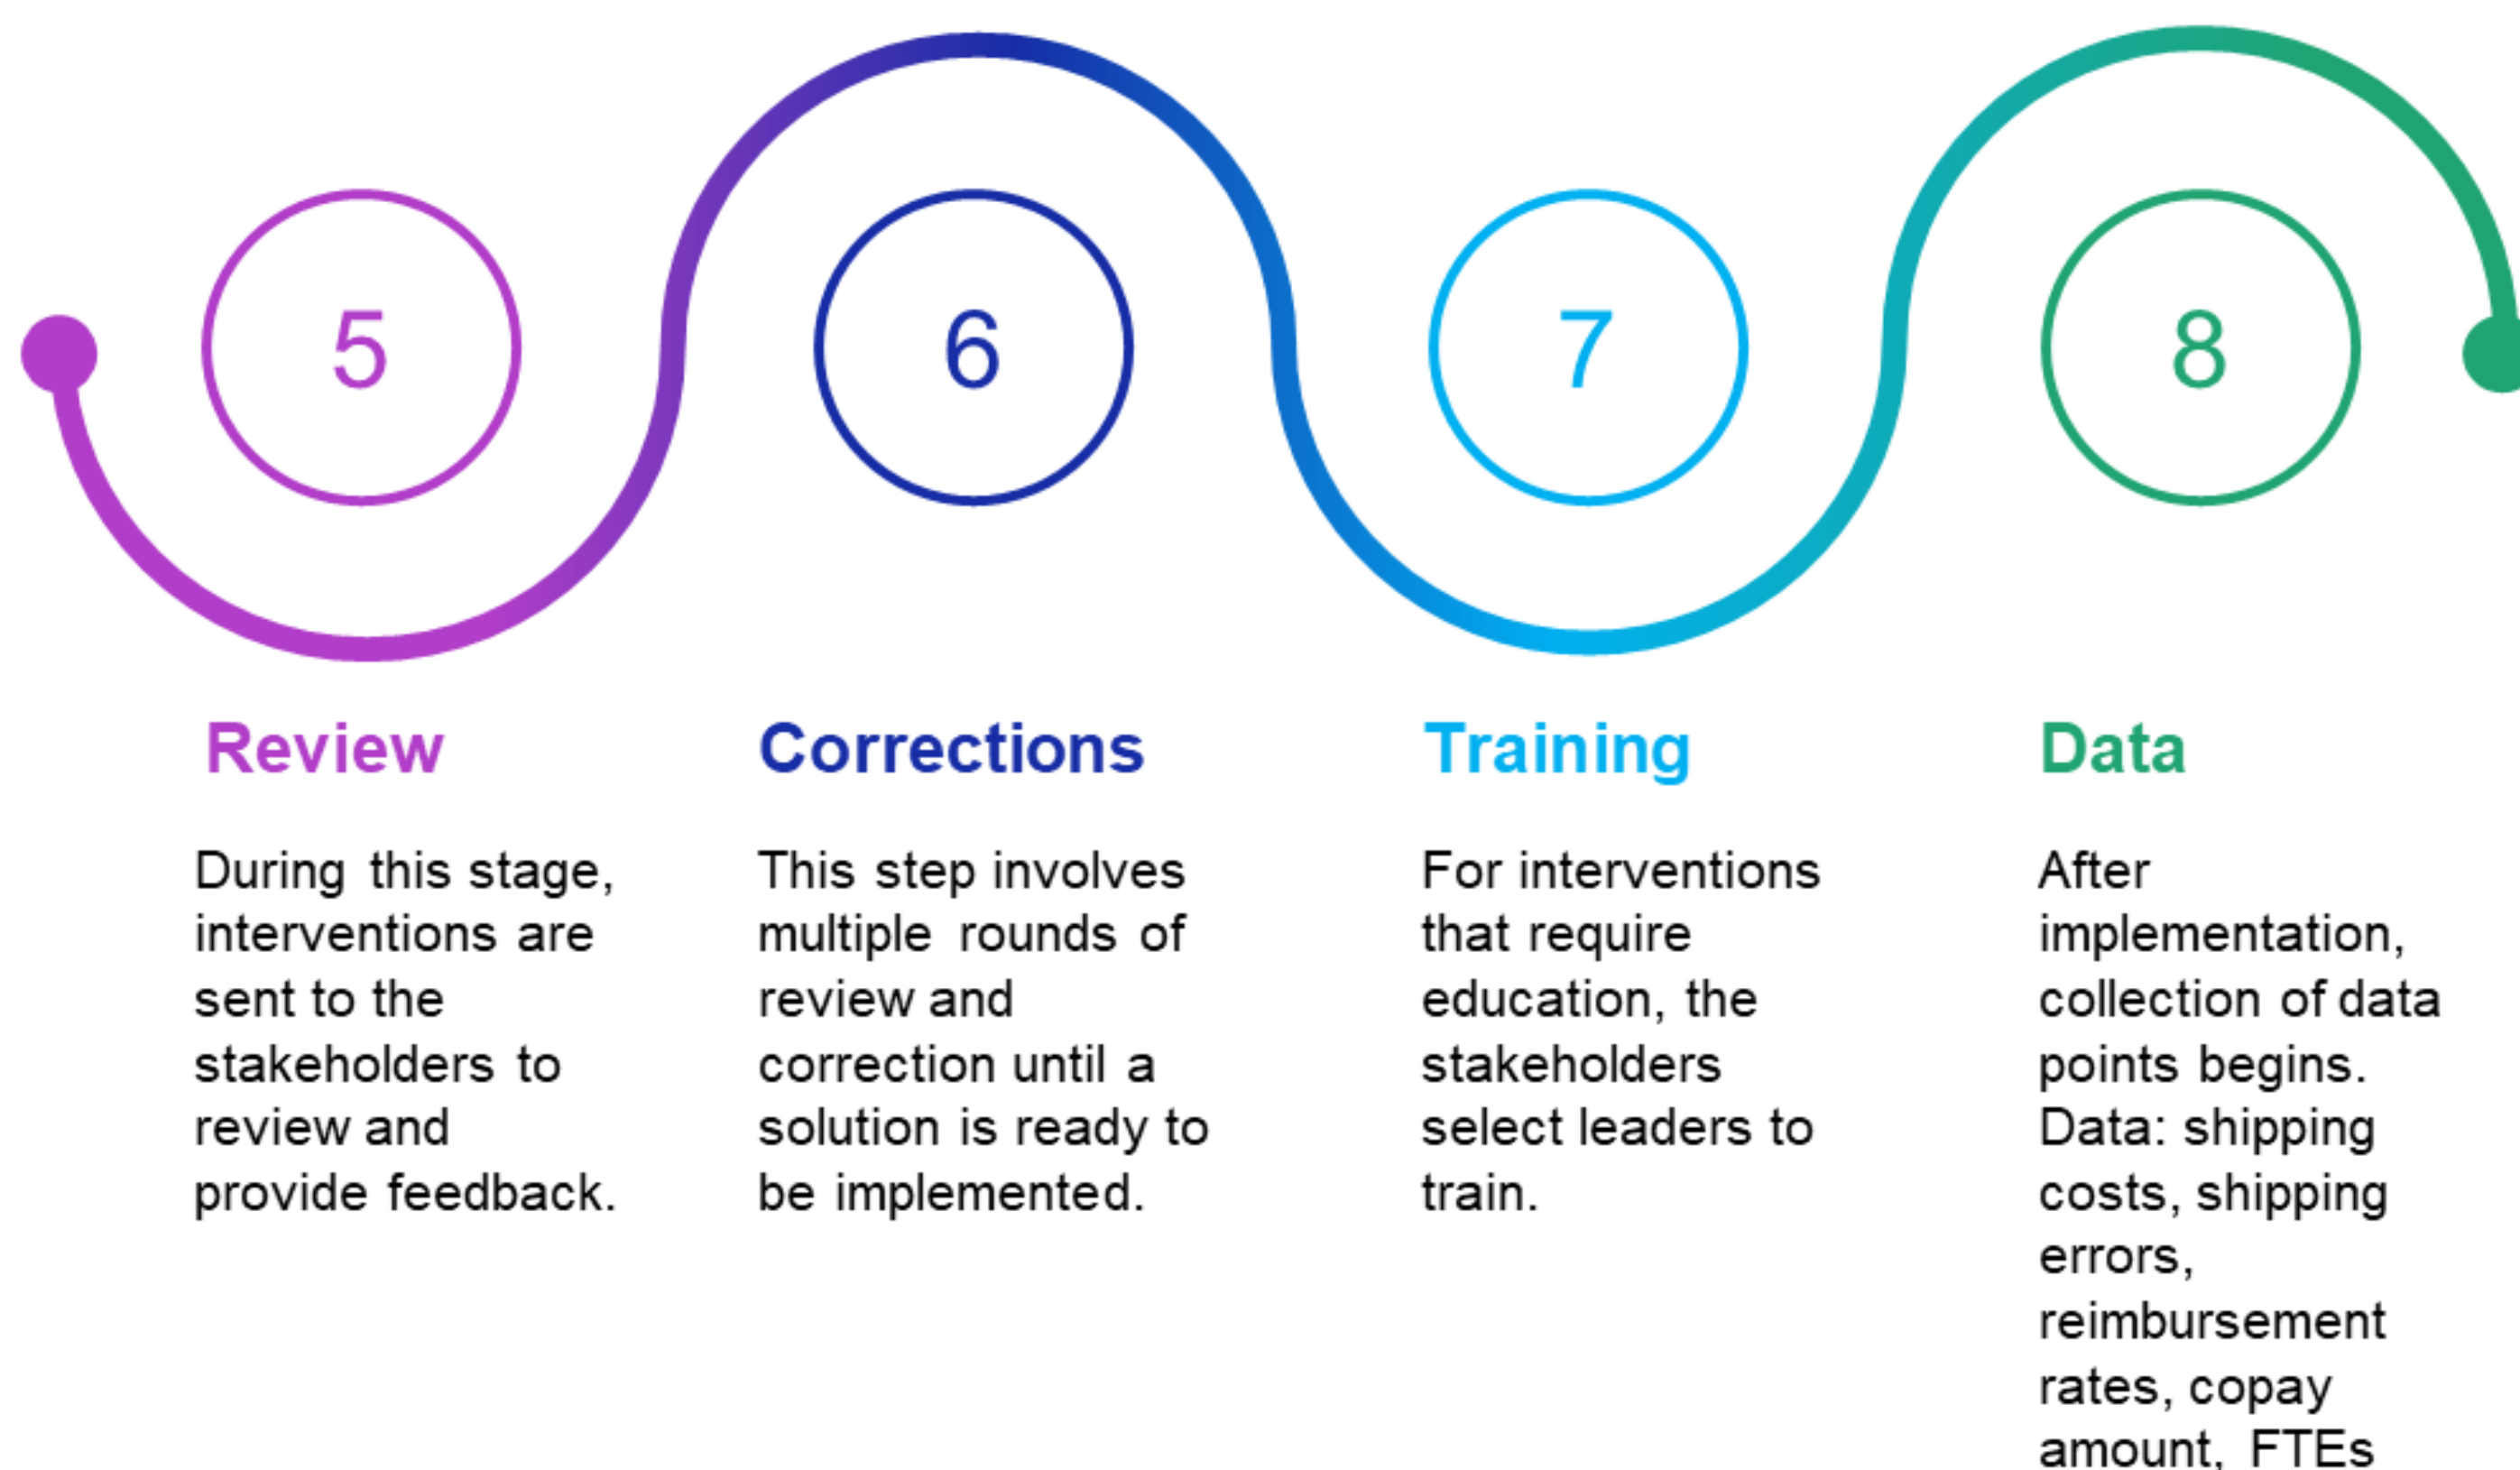 5
6
7
8
Review
During this stage,
interventions are
sent to the
stakeholders to
review and
provide feedback.
Corrections
This step involves
multiple rounds of
review and
correction until a
solution is ready to
be implemented.
Training
For interventions
that require
education, the
stakeholders
select leaders to
train.
Data
After
implementation,
collection of data
points begins.
Data: shipping
costs, shipping
errors,
reimbursement
rates, copay
amount, FTEs